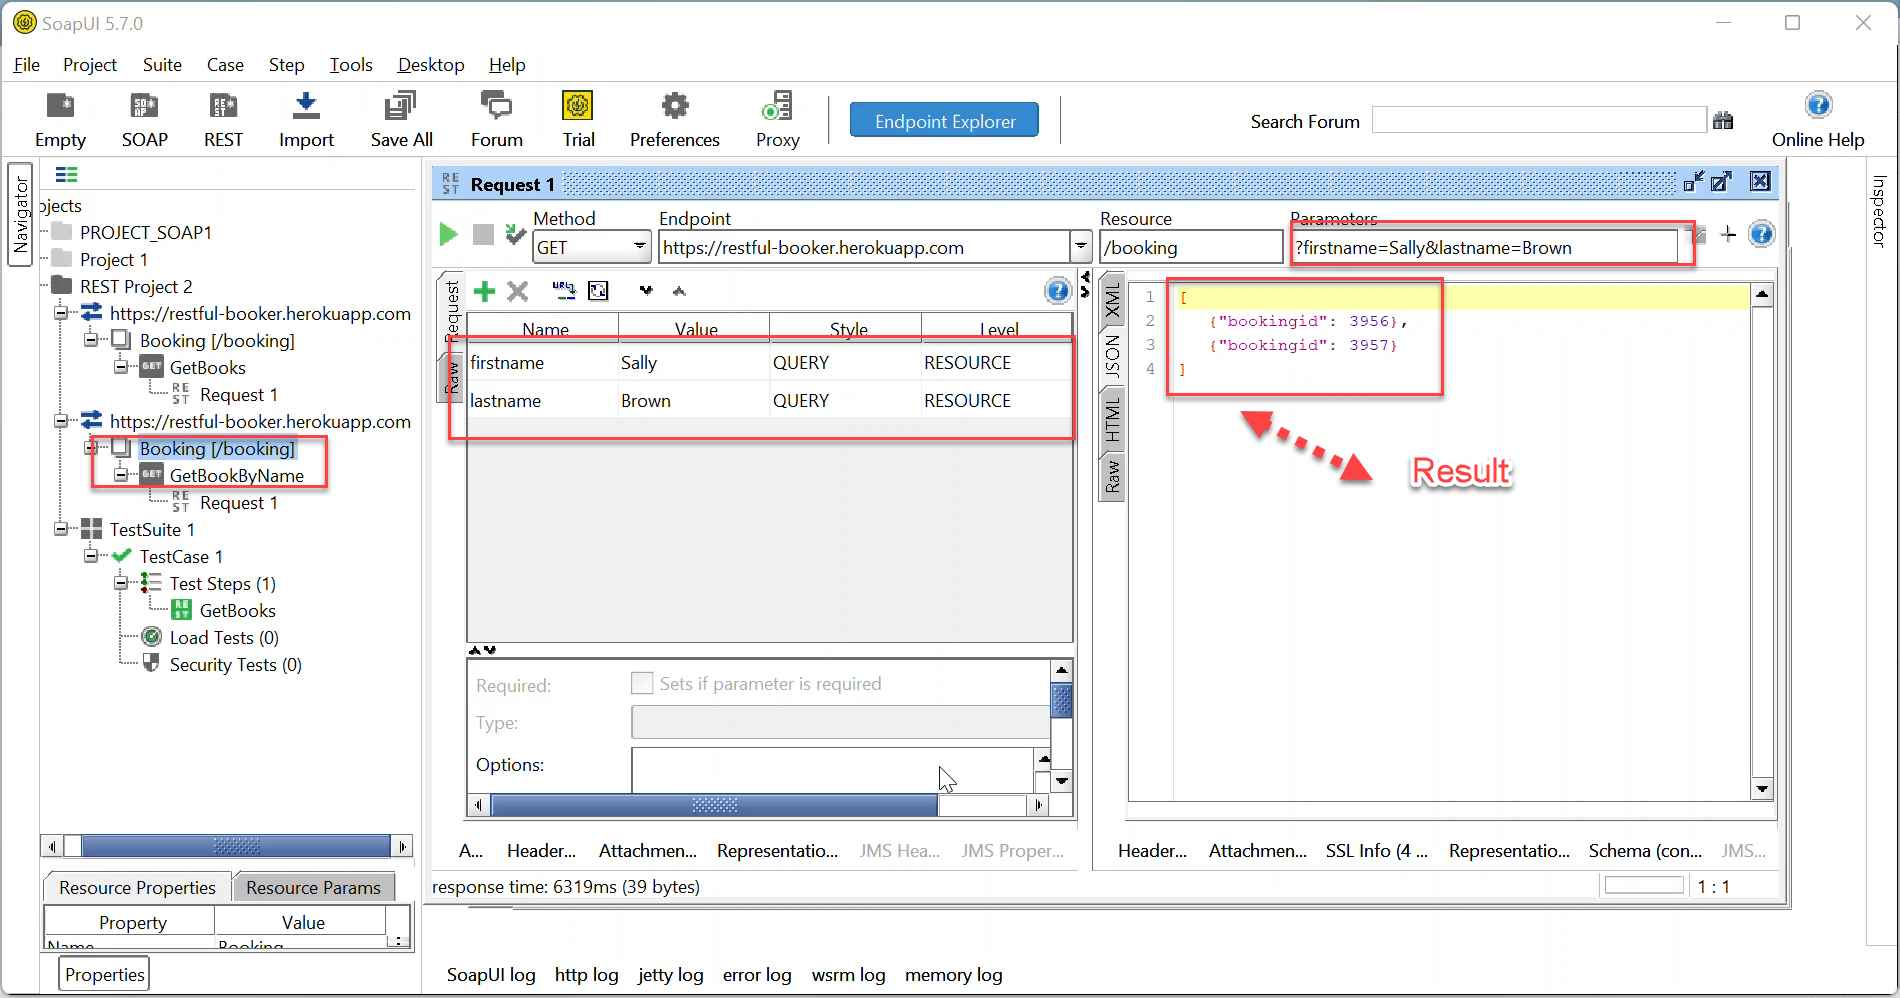 SoapUI 5.7.0
File Project Suite Case Step Tools Desktop Help
Empty SOAP REST Import Save All Forum Trial Preferences Proxy Endpoint Explorer Search Forum Online Help
Navigator
ojects
PROJECT_SOAP1
Project 1
REST Project 2
https://restful-booker.herokuapp.com
Booking [/booking]
GET GetBooks
REST Request 1
https://restful-booker.herokuapp.com
Booking [/booking]
GET GetBookByName
REST Request 1
TestSuite 1
TestCase 1
Test Steps (1)
REST GetBooks
Load Tests (0)
Security Tests (0)
Resource Properties Resource Params
Property Value
Name Booking
Properties
REST Request 1
Method Endpoint Resource Parameters
GET https://restful-booker.herokuapp.com /booking ?firstname=Sally&lastname=Brown
Request
Raw
Name Value Style Level
firstname Sally QUERY RESOURCE
lastname Brown QUERY RESOURCE
Required: Sets if parameter is required
Type:
Options:
A... Header... Attachmen... Representatio... JMS Hea... JMS Proper...
XML
JSON
HTML
Raw
1 [
2 {"bookingid": 3956},
3 {"bookingid": 3957}
4 ]
Result
Header... Attachmen... SSL Info (4 ... Representatio... Schema (con... JMS...
response time: 6319ms (39 bytes) 1 : 1
Inspector
SoapUI log http log jetty log error log wsrm log memory log